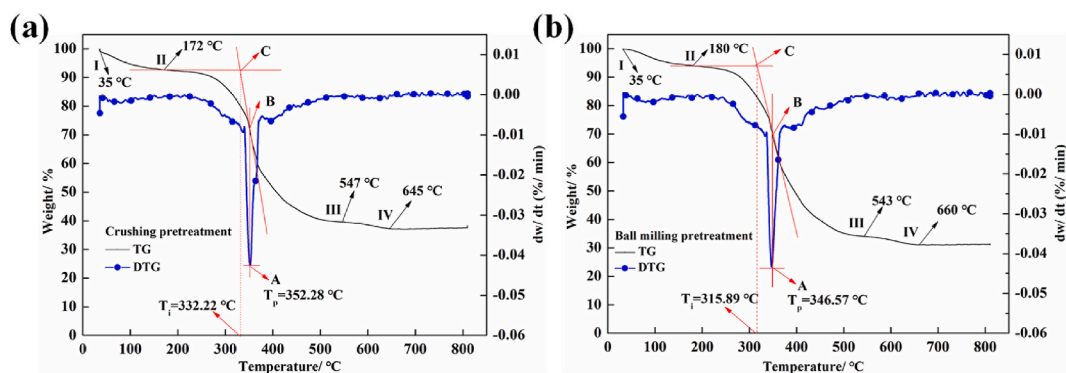 (a)
100
90
80
70
60
50
40
30
20
10
0
Weight/ %
I
35 ℃
II
172 ℃
C
B
547 ℃
645 ℃
III
IV
Crushing pretreatment
TG
DTG
A
Tp=352.28 ℃
Ti=332.22 ℃
0.01
0.00
-0.01
-0.02
-0.03
-0.04
-0.05
-0.06
dw/ dt (%/ min)
0 100 200 300 400 500 600 700 800
Temperature/ ℃
(b)
100
90
80
70
60
50
40
30
20
10
0
Weight/ %
I
35 ℃
II
180 ℃
C
B
543 ℃
660 ℃
III
IV
Ball milling pretreatment
TG
DTG
A
Tp=346.57 ℃
Ti=315.89 ℃
0.01
0.00
-0.01
-0.02
-0.03
-0.04
-0.05
-0.06
dw/ dt (%/ min)
0 100 200 300 400 500 600 700 800
Temperature/ ℃